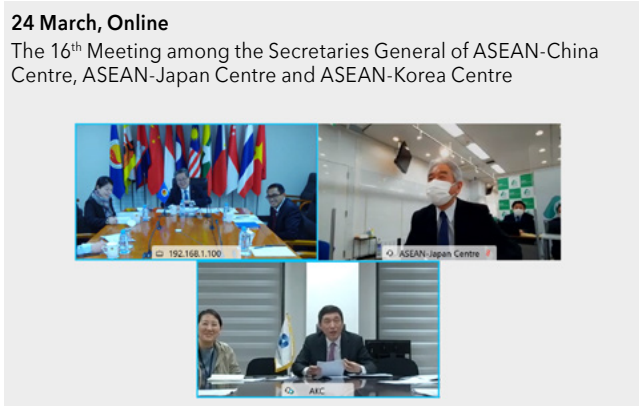 24 March, Online
The 16th Meeting among the Secretaries General of ASEAN-China
Centre, ASEAN-Japan Centre and ASEAN-Korea Centre
192.168.1.100
ASEAN-Japan Centre
AKC